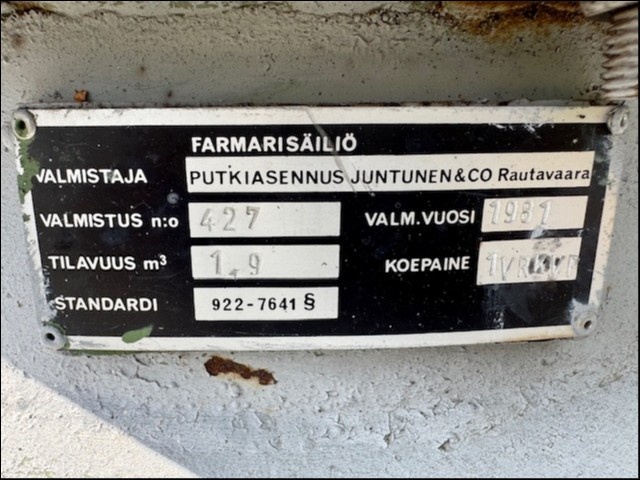 FARMARISÄILIÖ
VALMISTAJA PUTKIASENNUS JUNTUNEN & CO Rautavaara
VALMISTUS n:o 427 VALM. VUOSI 1981
TILAVUUS m³ 1,9 KOEPAINE
STANDARDI 922-7641 §